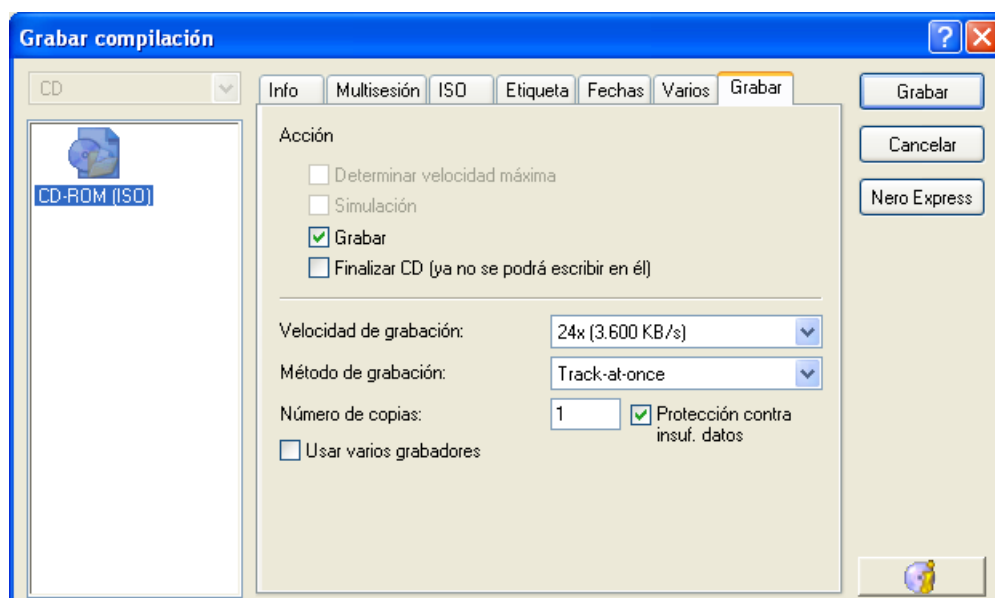 Grabar compilación
CD
CD-ROM (ISO)
Info Multisesión ISO Etiqueta Fechas Varios Grabar
Acción
Determinar velocidad máxima
Simulación
Grabar
Finalizar CD (ya no se podrá escribir en él)
Velocidad de grabación: 24x (3.600 KB/s)
Método de grabación: Track-at-once
Número de copias: 1 Protección contra
insuf. datos
Usar varios grabadores
Grabar
Cancelar
Nero Express